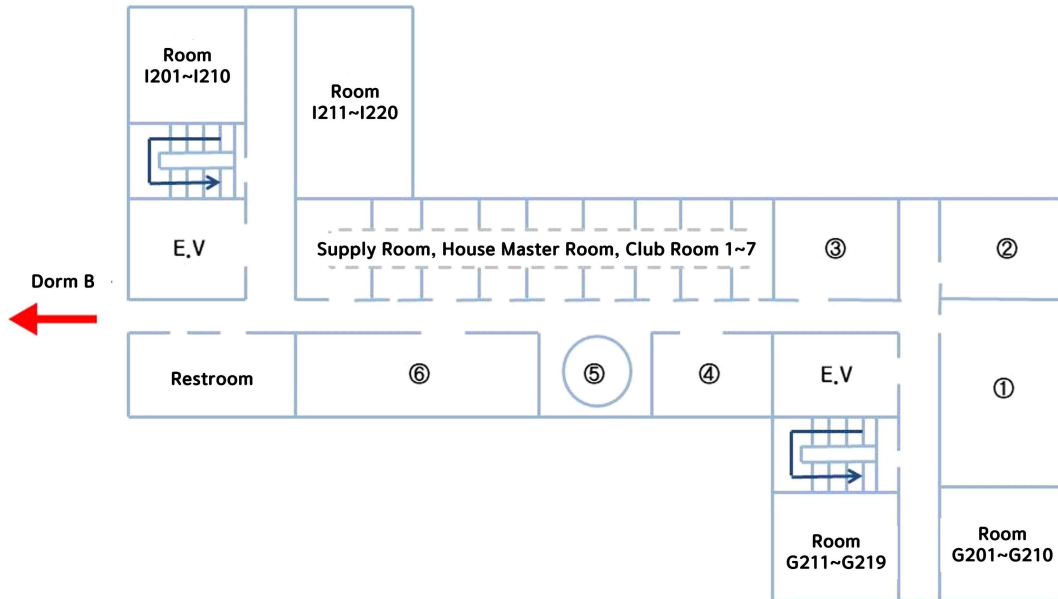 Room
I201~I210
Room
I211~I220
E.V
Supply Room, House Master Room, Club Room 1~7
③
②
Dorm B
Restroom
⑥
⑤
④
E.V
①
Room
G211~G219
Room
G201~G210